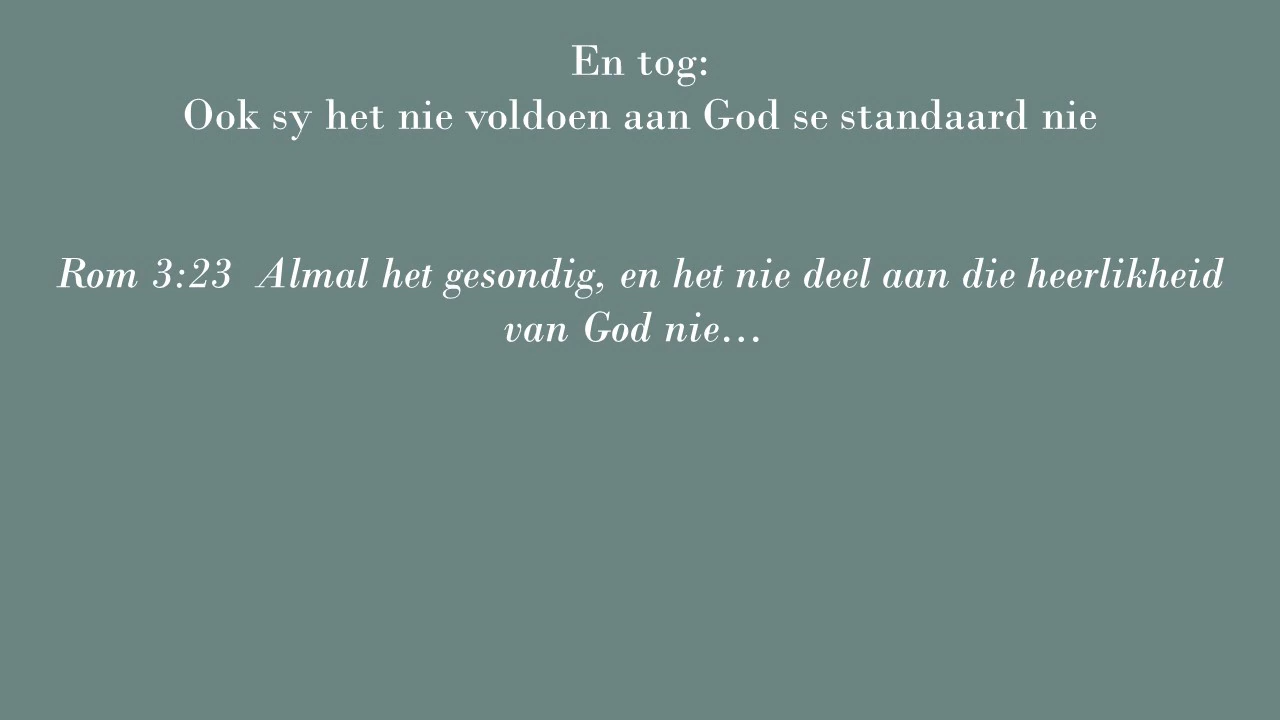 En tog:
Ook sy het nie voldoen aan God se standaard nie
Rom 3:23  Almal het gesondig, en het nie deel aan die heerlikheid
van God nie…